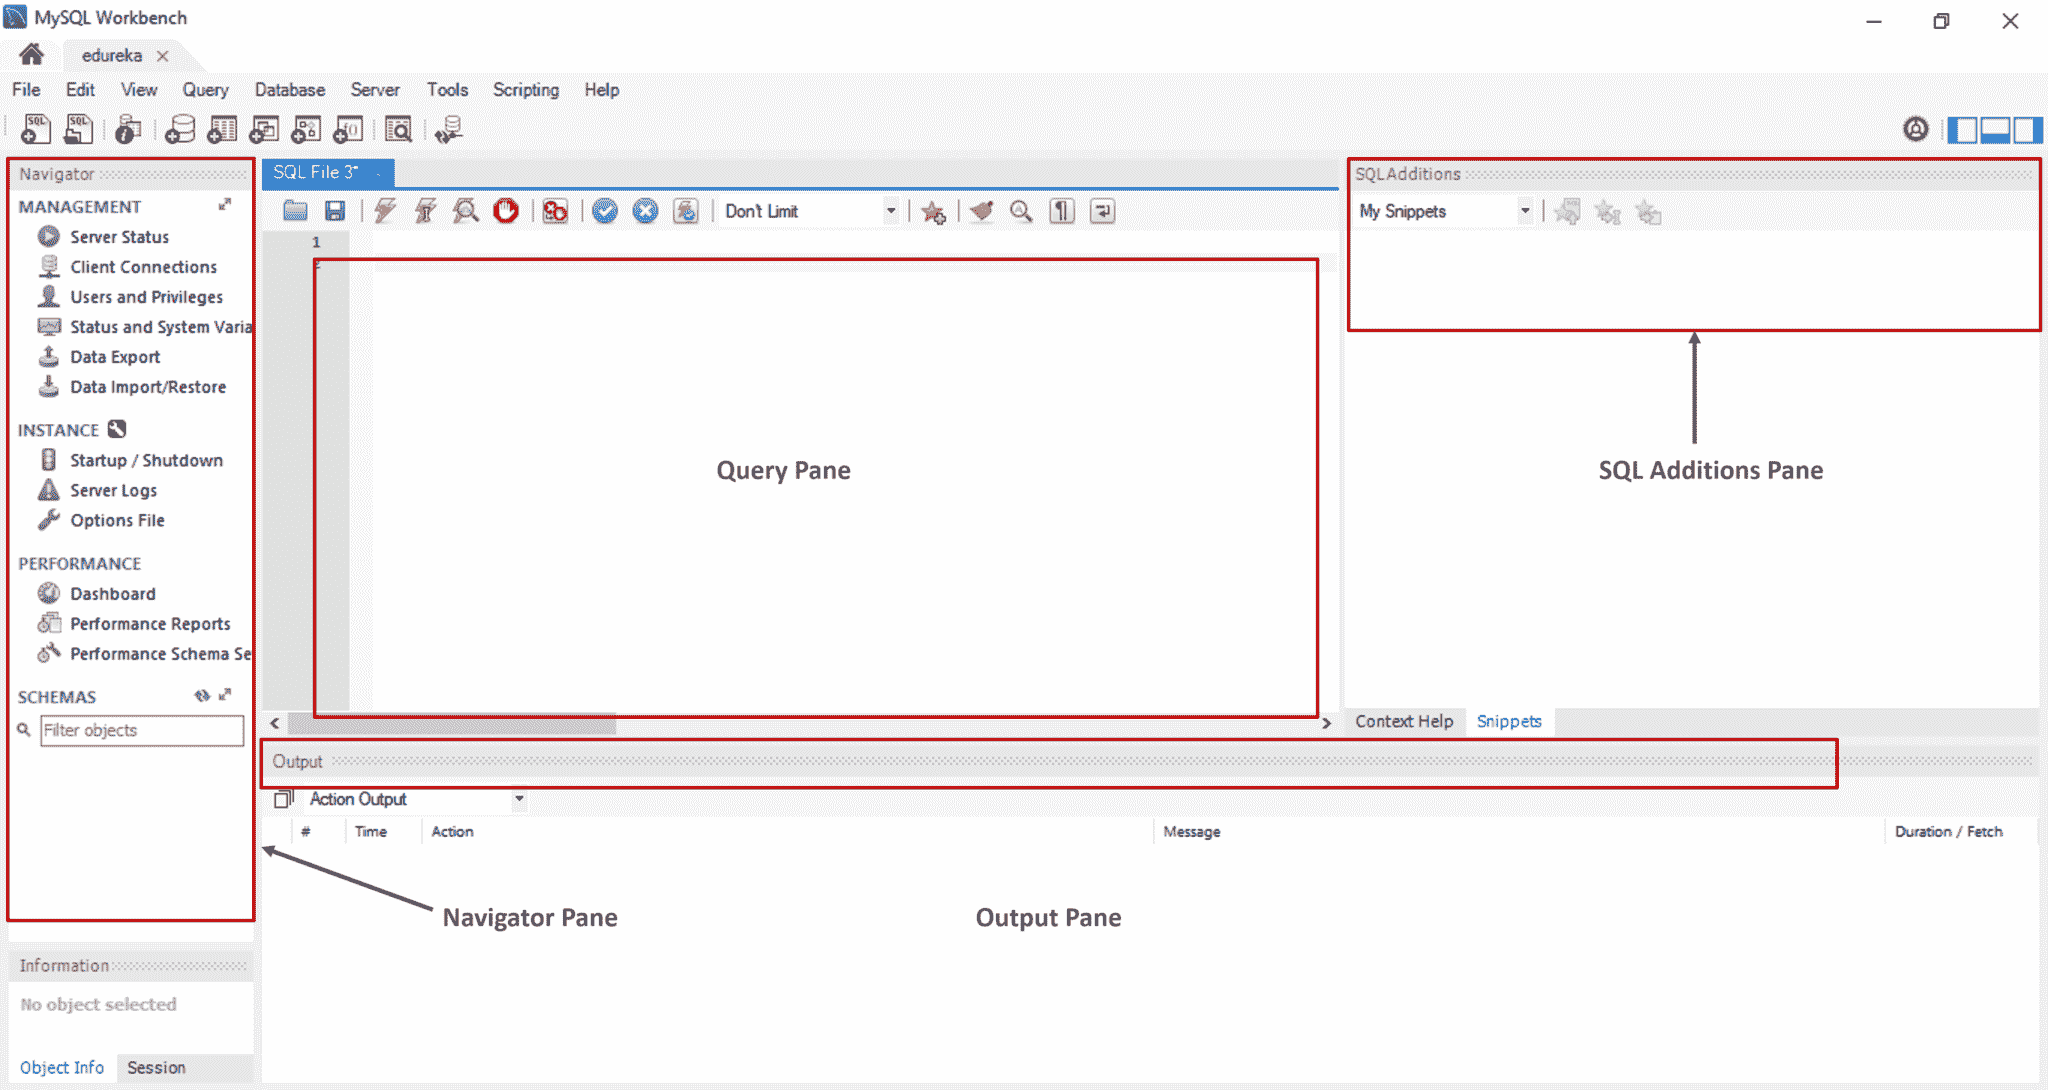 MySQL Workbench
edureka
File Edit View Query Database Server Tools Scripting Help
Navigator
MANAGEMENT
Server Status
Client Connections
Users and Privileges
Status and System Varia
Data Export
Data Import/Restore
INSTANCE
Startup / Shutdown
Server Logs
Options File
PERFORMANCE
Dashboard
Performance Reports
Performance Schema Se
SCHEMAS
Filter objects
Information
No object selected
Object Info Session
SQL File 3*
Don't Limit
1
2
Query Pane
SQLAdditions
My Snippets
SQL Additions Pane
Context Help Snippets
Output
Action Output
# Time Action Message Duration / Fetch
Navigator Pane
Output Pane